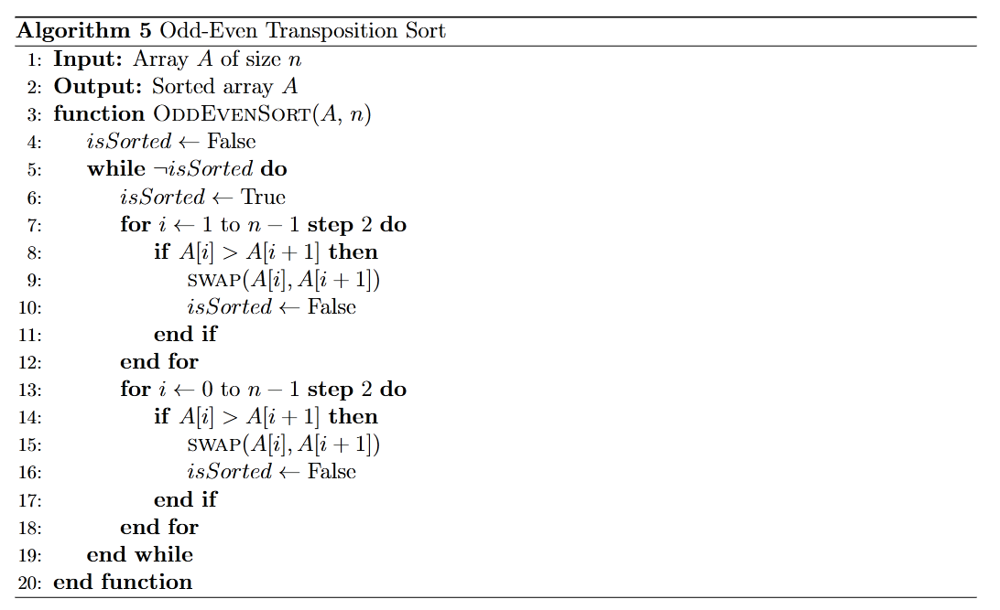 Algorithm 5 Odd-Even Transposition Sort
1: Input: Array A of size n
2: Output: Sorted array A
3: function ODDEVENSORT(A, n)
4: isSorted ← False
5: while ¬isSorted do
6: isSorted ← True
7: for i ← 1 to n − 1 step 2 do
8: if A[i] > A[i + 1] then
9: SWAP(A[i], A[i + 1])
10: isSorted ← False
11: end if
12: end for
13: for i ← 0 to n − 1 step 2 do
14: if A[i] > A[i + 1] then
15: SWAP(A[i], A[i + 1])
16: isSorted ← False
17: end if
18: end for
19: end while
20: end function